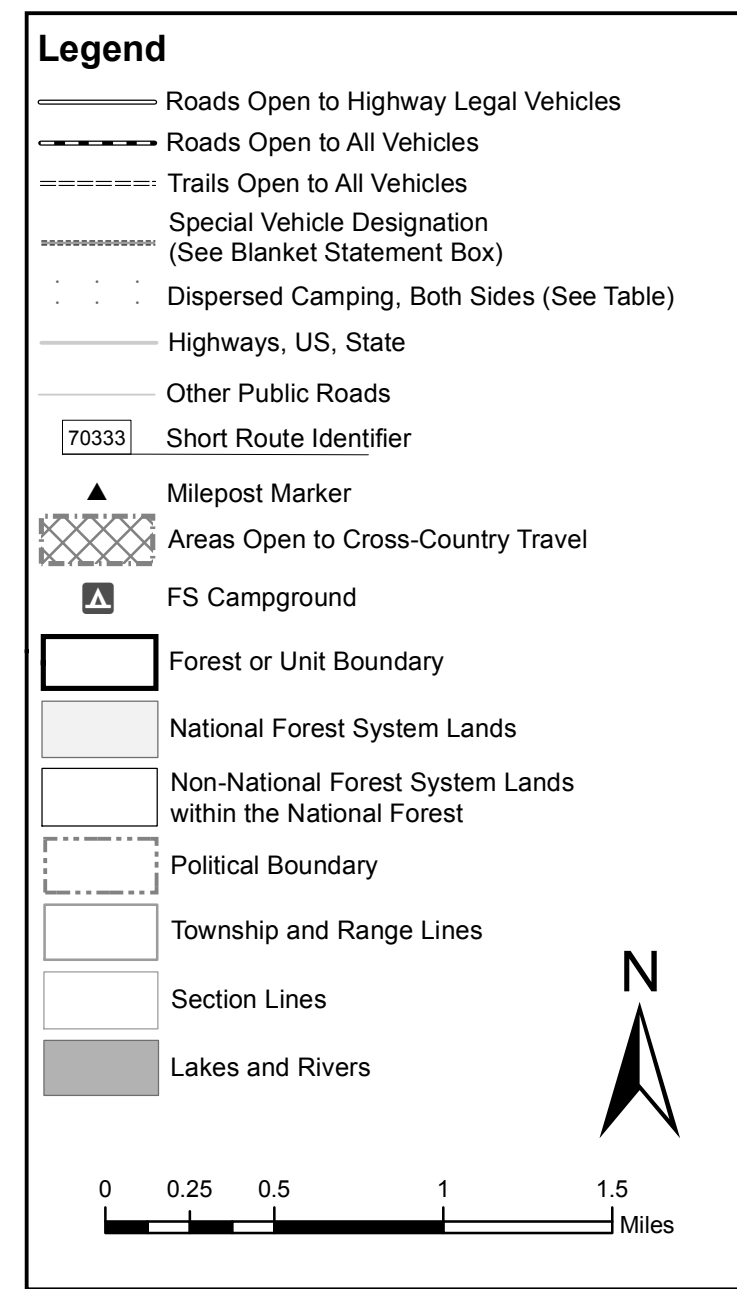 Legend
Roads Open to Highway Legal Vehicles
Roads Open to All Vehicles
Trails Open to All Vehicles
Special Vehicle Designation
(See Blanket Statement Box)
Dispersed Camping, Both Sides (See Table)
Highways, US, State
Other Public Roads
70333 Short Route Identifier
Milepost Marker
Areas Open to Cross-Country Travel
FS Campground
Forest or Unit Boundary
National Forest System Lands
Non-National Forest System Lands
within the National Forest
Political Boundary
Township and Range Lines
Section Lines
Lakes and Rivers
N
0 0.25 0.5 1 1.5
Miles